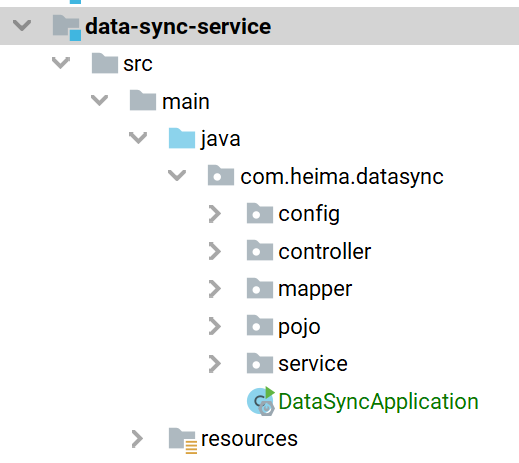 data-sync-service
src
main
java
com.heima.datasync
config
controller
mapper
pojo
service
DataSyncApplication
resources